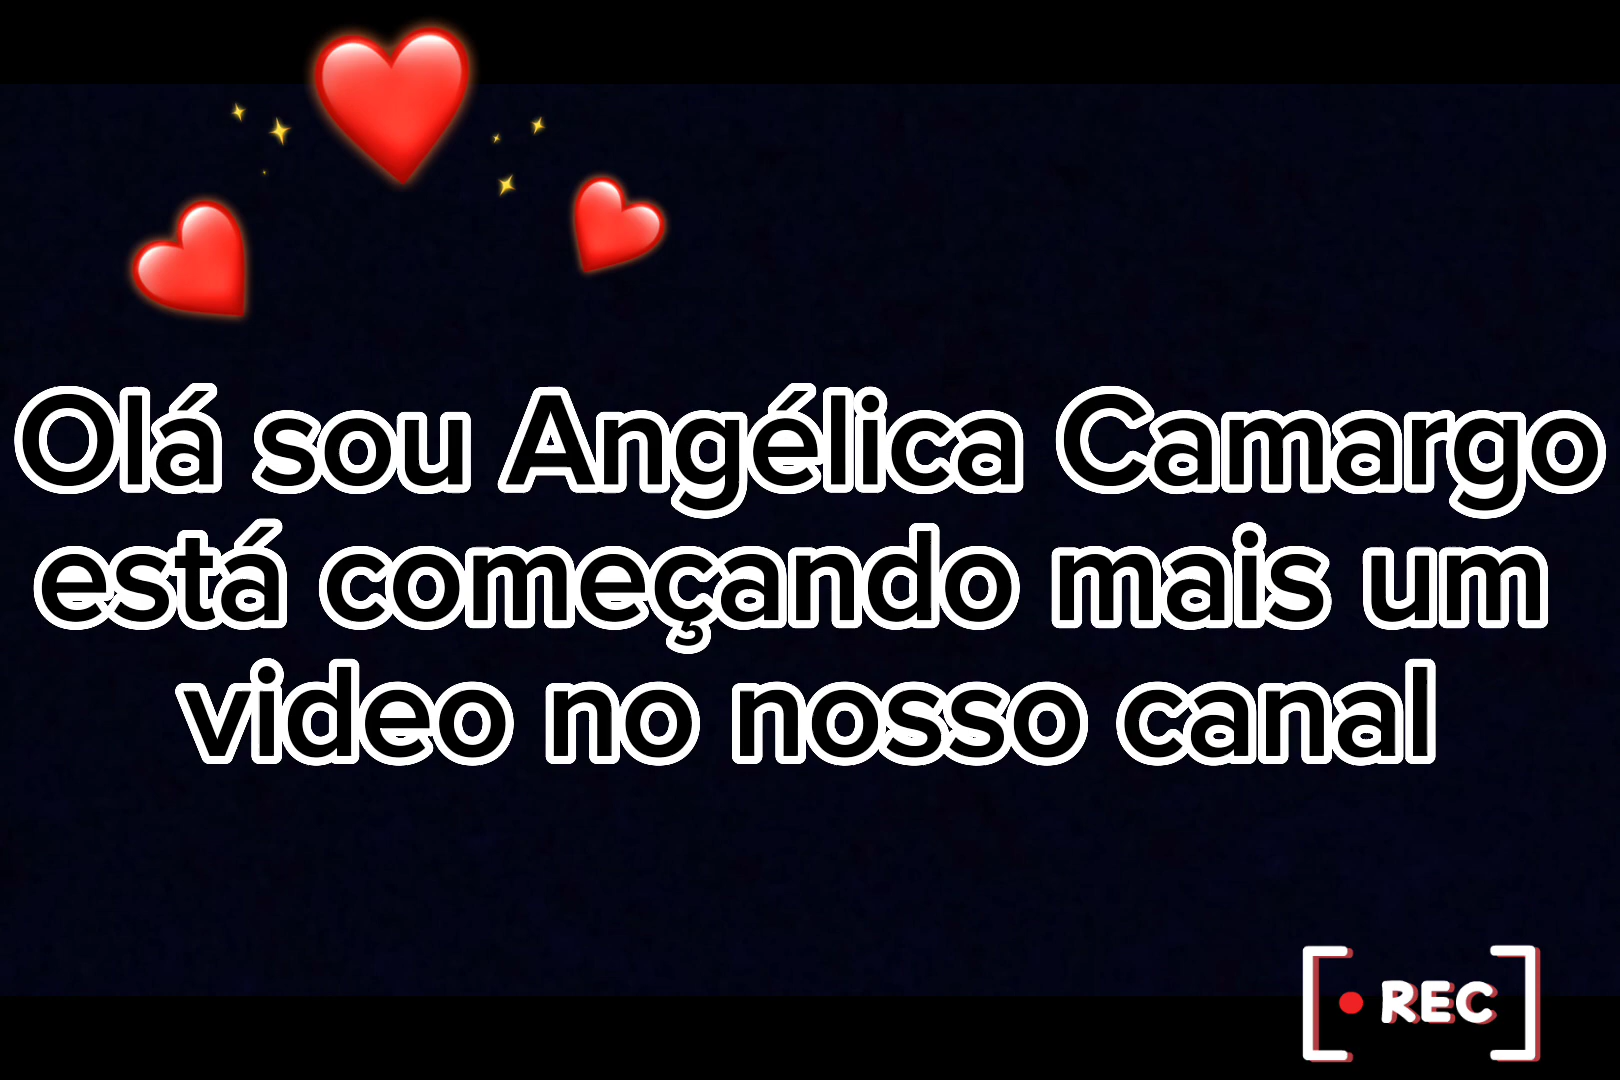 Olá sou Angélica Camargo
está começando mais um
video no nosso canal
REC